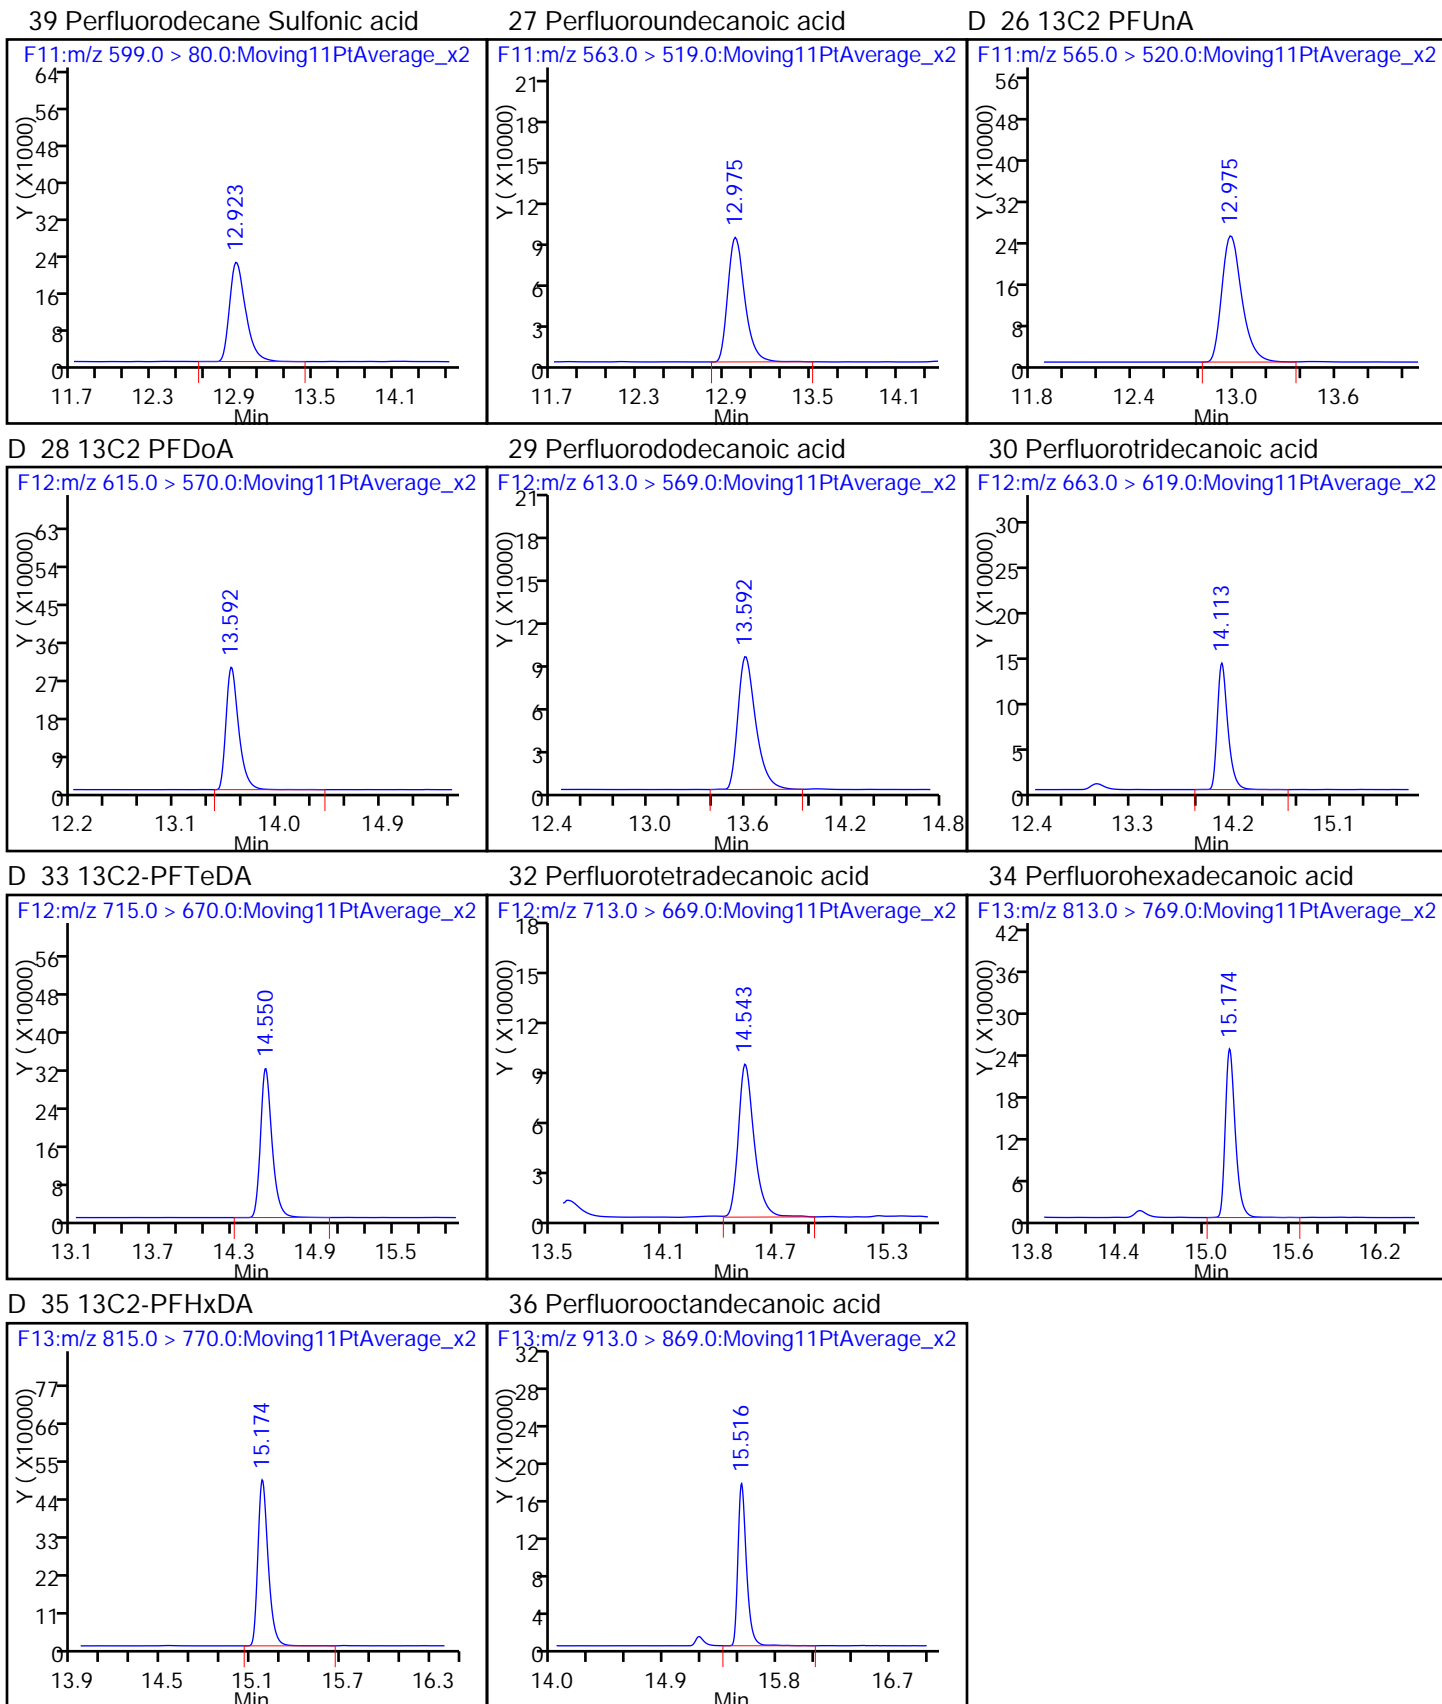 39 Perfluorodecane Sulfonic acid
F11:m/z 599.0 > 80.0:Moving11PtAverage_x2
Y ( X1000)
64
56
48
40
32
24
16
8
0
12.923
11.7 12.3 12.9 13.5 14.1
Min
27 Perfluoroundecanoic acid
F11:m/z 563.0 > 519.0:Moving11PtAverage_x2
Y ( X10000)
21
18
15
12
9
6
3
0
12.975
11.7 12.3 12.9 13.5 14.1
Min
D 26 13C2 PFUnA
F11:m/z 565.0 > 520.0:Moving11PtAverage_x2
Y ( X10000)
56
48
40
32
24
16
8
0
12.975
11.8 12.4 13.0 13.6
Min
D 28 13C2 PFDoA
F12:m/z 615.0 > 570.0:Moving11PtAverage_x2
Y ( X10000)
63
54
45
36
27
18
9
0
13.592
12.2 13.1 14.0 14.9
Min
29 Perfluorododecanoic acid
F12:m/z 613.0 > 569.0:Moving11PtAverage_x2
Y ( X10000)
21
18
15
12
9
6
3
0
13.592
12.4 13.0 13.6 14.2 14.8
Min
30 Perfluorotridecanoic acid
F12:m/z 663.0 > 619.0:Moving11PtAverage_x2
Y ( X10000)
30
25
20
15
10
5
0
14.113
12.4 13.3 14.2 15.1
Min
D 33 13C2-PFTeDA
F12:m/z 715.0 > 670.0:Moving11PtAverage_x2
Y ( X10000)
56
48
40
32
24
16
8
0
14.550
13.1 13.7 14.3 14.9 15.5
Min
32 Perfluorotetradecanoic acid
F12:m/z 713.0 > 669.0:Moving11PtAverage_x2
Y ( X10000)
18
15
12
9
6
3
0
14.543
13.5 14.1 14.7 15.3
Min
34 Perfluorohexadecanoic acid
F13:m/z 813.0 > 769.0:Moving11PtAverage_x2
Y ( X10000)
42
36
30
24
18
12
6
0
15.174
13.8 14.4 15.0 15.6 16.2
Min
D 35 13C2-PFHxDA
F13:m/z 815.0 > 770.0:Moving11PtAverage_x2
Y ( X10000)
77
66
55
44
33
22
11
0
15.174
13.9 14.5 15.1 15.7 16.3
Min
36 Perfluorooctandecanoic acid
F13:m/z 913.0 > 869.0:Moving11PtAverage_x2
Y ( X10000)
32
28
24
20
16
12
8
4
0
15.516
14.0 14.9 15.8 16.7
Min